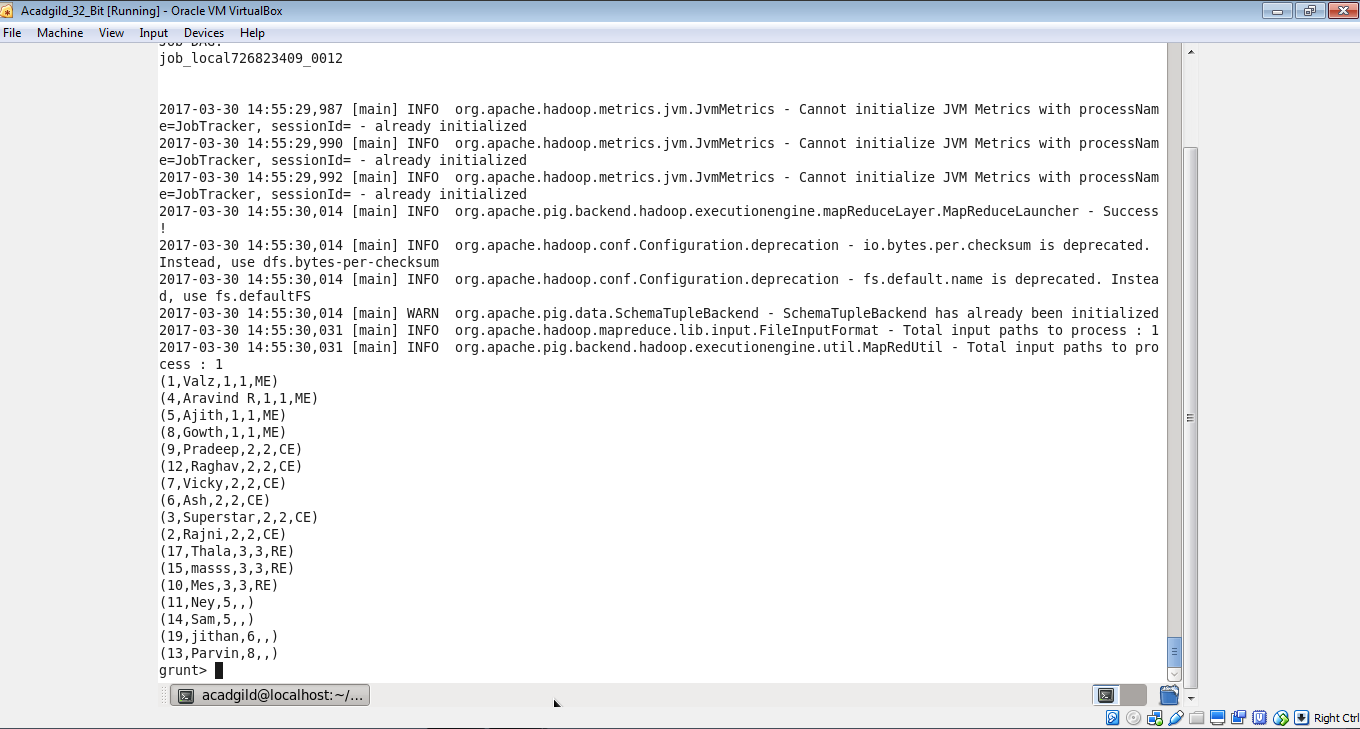 Acadgild_32_Bit [Running] - Oracle VM VirtualBox
File Machine View Input Devices Help
Job DAG:
job_local726823409_0012
2017-03-30 14:55:29,987 [main] INFO  org.apache.hadoop.metrics.jvm.JvmMetrics - Cannot initialize JVM Metrics with processNam
e=JobTracker, sessionId= - already initialized
2017-03-30 14:55:29,990 [main] INFO  org.apache.hadoop.metrics.jvm.JvmMetrics - Cannot initialize JVM Metrics with processNam
e=JobTracker, sessionId= - already initialized
2017-03-30 14:55:29,992 [main] INFO  org.apache.hadoop.metrics.jvm.JvmMetrics - Cannot initialize JVM Metrics with processNam
e=JobTracker, sessionId= - already initialized
2017-03-30 14:55:30,014 [main] INFO  org.apache.pig.backend.hadoop.executionengine.mapReduceLayer.MapReduceLauncher - Success
!
2017-03-30 14:55:30,014 [main] INFO  org.apache.hadoop.conf.Configuration.deprecation - io.bytes.per.checksum is deprecated.
Instead, use dfs.bytes-per-checksum
2017-03-30 14:55:30,014 [main] INFO  org.apache.hadoop.conf.Configuration.deprecation - fs.default.name is deprecated. Instea
d, use fs.defaultFS
2017-03-30 14:55:30,014 [main] WARN  org.apache.pig.data.SchemaTupleBackend - SchemaTupleBackend has already been initialized
2017-03-30 14:55:30,031 [main] INFO  org.apache.hadoop.mapreduce.lib.input.FileInputFormat - Total input paths to process : 1
2017-03-30 14:55:30,031 [main] INFO  org.apache.pig.backend.hadoop.executionengine.util.MapRedUtil - Total input paths to pro
cess : 1
(1,Valz,1,1,ME)
(4,Aravind R,1,1,ME)
(5,Ajith,1,1,ME)
(8,Gowth,1,1,ME)
(9,Pradeep,2,2,CE)
(12,Raghav,2,2,CE)
(7,Vicky,2,2,CE)
(6,Ash,2,2,CE)
(3,Superstar,2,2,CE)
(2,Rajni,2,2,CE)
(17,Thala,3,3,RE)
(15,masss,3,3,RE)
(10,Mes,3,3,RE)
(11,Ney,5,,)
(14,Sam,5,,)
(19,jithan,6,,)
(13,Parvin,8,,)
grunt>
acadgild@localhost:~/...
Right Ctrl